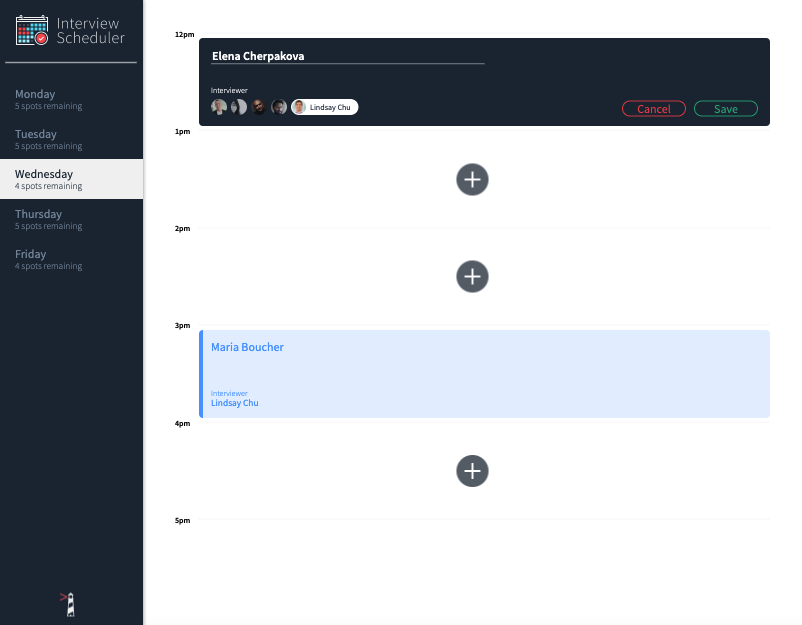 Interview
Scheduler
Monday
5 spots remaining
Tuesday
5 spots remaining
Wednesday
4 spots remaining
Thursday
5 spots remaining
Friday
4 spots remaining
12pm
Elena Cherpakova
Interviewer
Lindsay Chu
Cancel
Save
1pm
2pm
3pm
Maria Boucher
Interviewer
Lindsay Chu
4pm
5pm